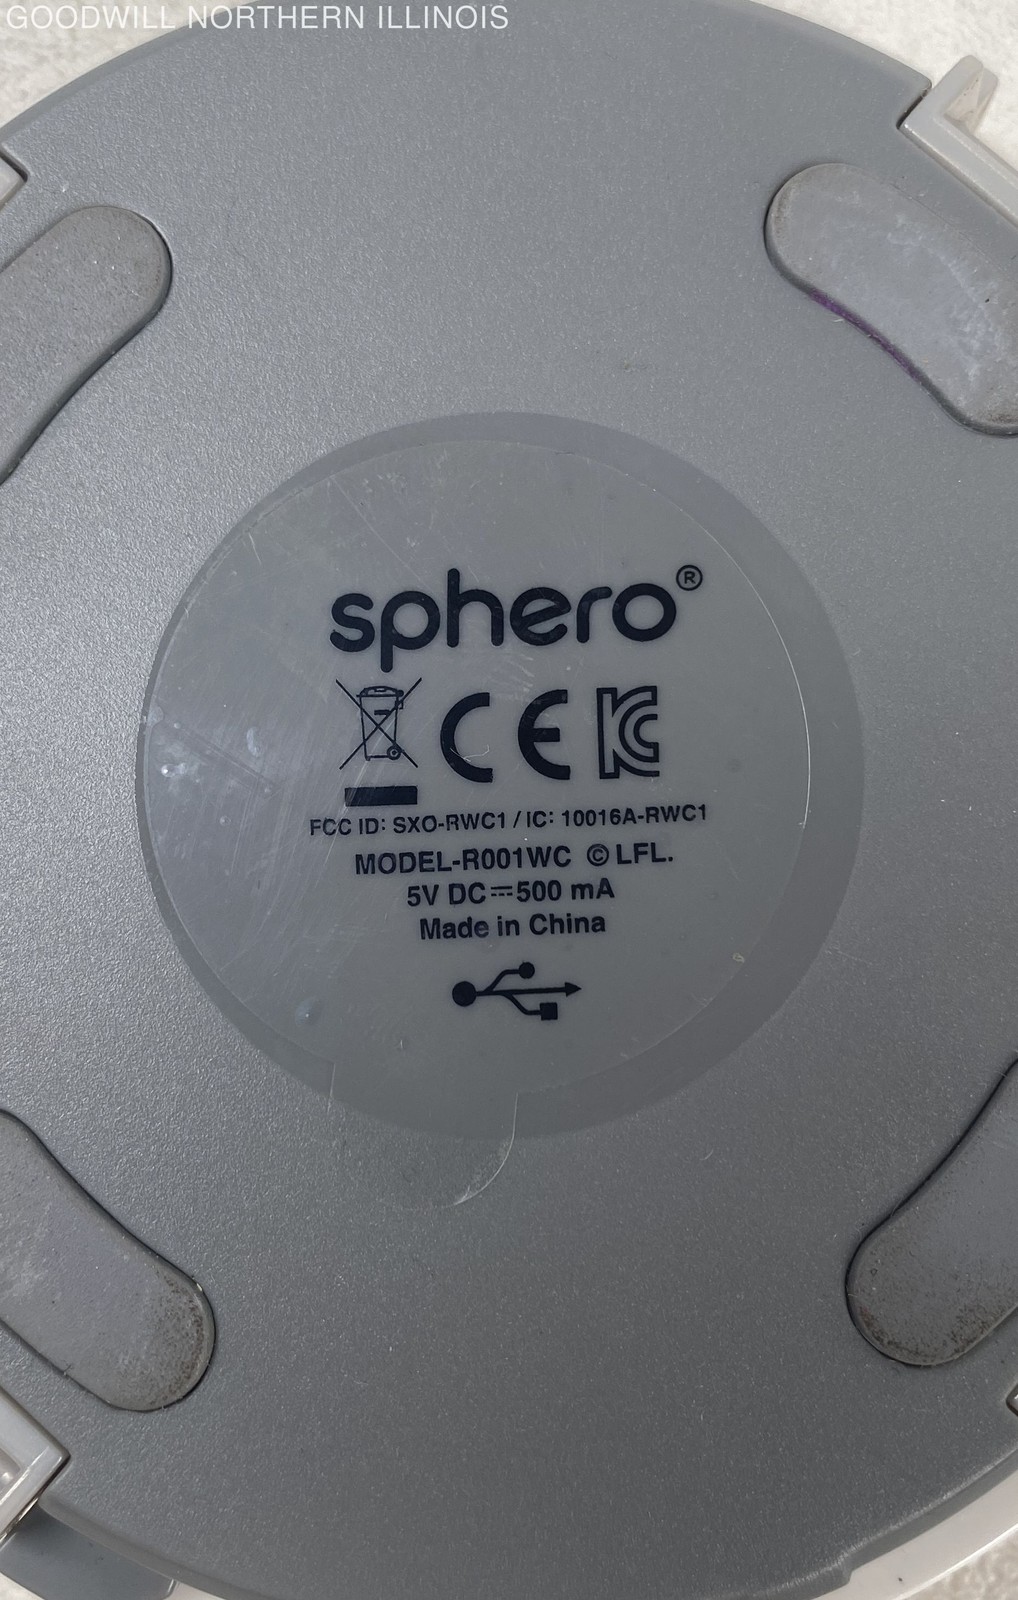 GOODWILL NORTHERN ILLINOIS
sphero®
CE KC
FCC ID: SXO-RWC1 / IC: 10016A-RWC1
MODEL-R001WC ©LFL.
5V DC⎓500 mA
Made in China